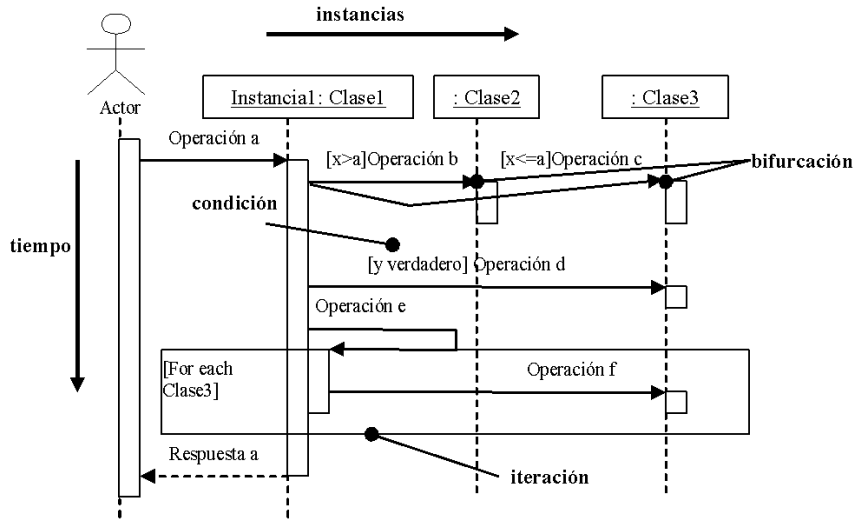 instancias
Actor
Instancia1: Clase1
: Clase2
: Clase3
Operación a
[x>a]Operación b
[x<=a]Operación c
bifurcación
condición
tiempo
[y verdadero] Operación d
Operación e
[For each
Clase3]
Operación f
Respuesta a
iteración